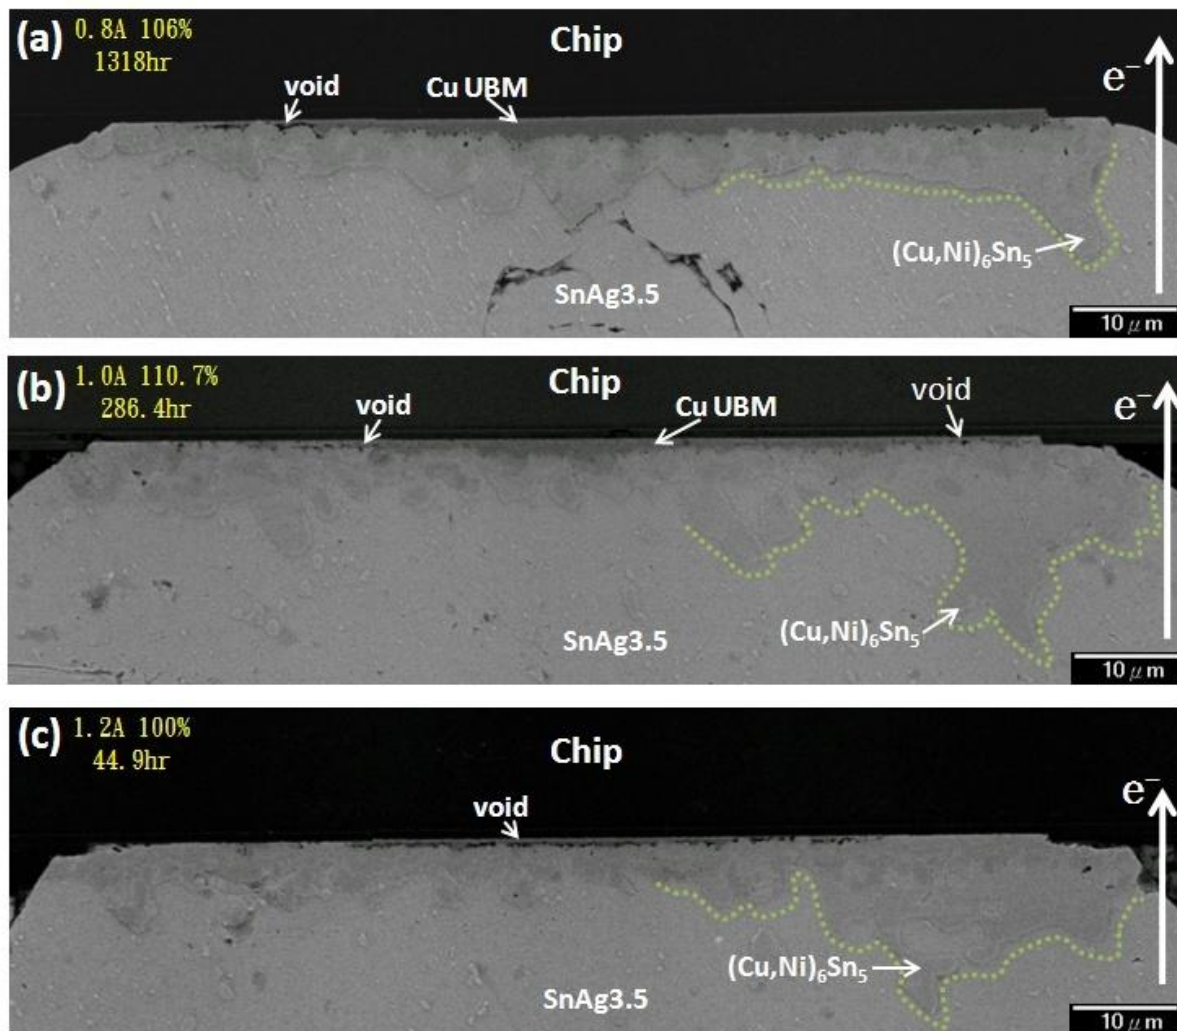 (a) 0.8A 106%
1318hr
Chip
void
Cu UBM
e⁻
(Cu,Ni)₆Sn₅
SnAg3.5
10 μm
(b) 1.0A 110.7%
286.4hr
Chip
void
Cu UBM
void
e⁻
(Cu,Ni)₆Sn₅
SnAg3.5
10 μm
(c) 1.2A 100%
44.9hr
Chip
void
e⁻
(Cu,Ni)₆Sn₅
SnAg3.5
10 μm